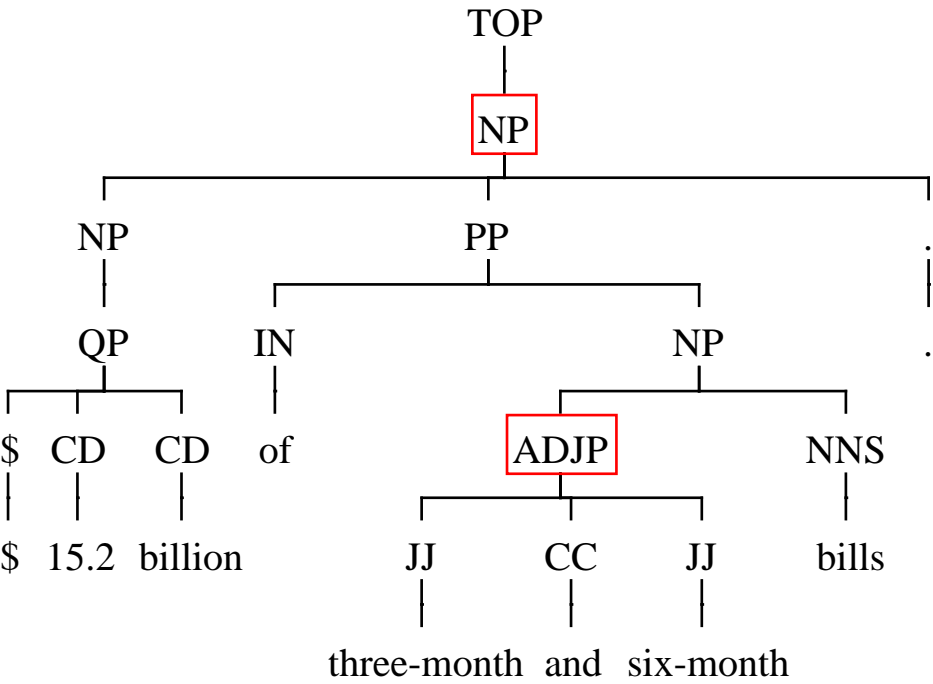 TOP
NP
NP PP .
QP IN NP .
$ CD CD of ADJP NNS
$ 15.2 billion JJ CC JJ bills
three-month and six-month